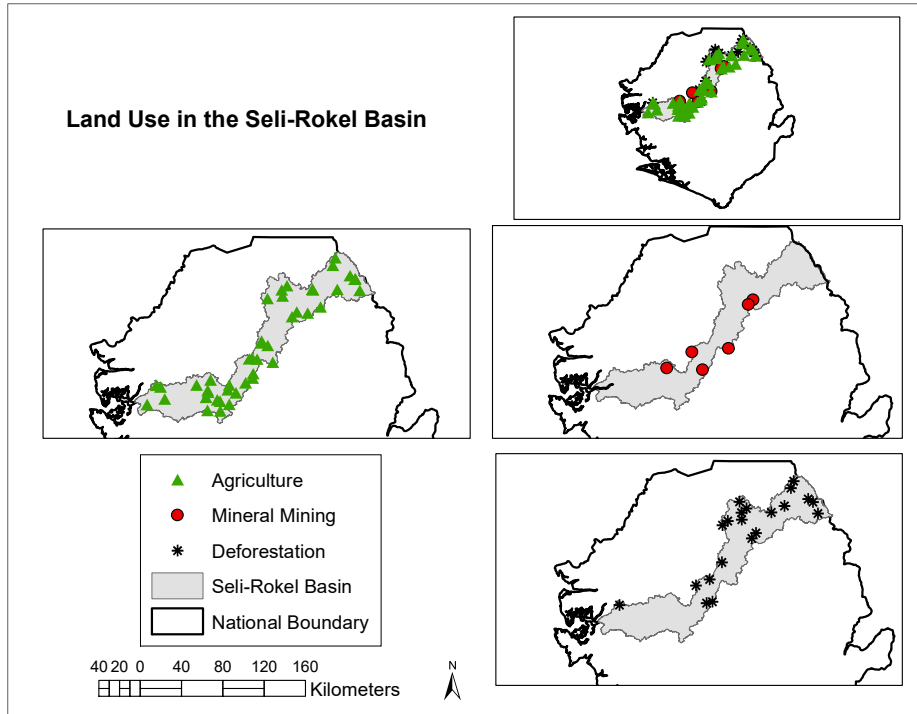 Land Use in the Seli-Rokel Basin
Agriculture
Mineral Mining
Deforestation
Seli-Rokel Basin
National Boundary
40 20 0 40 80 120 160
Kilometers
N